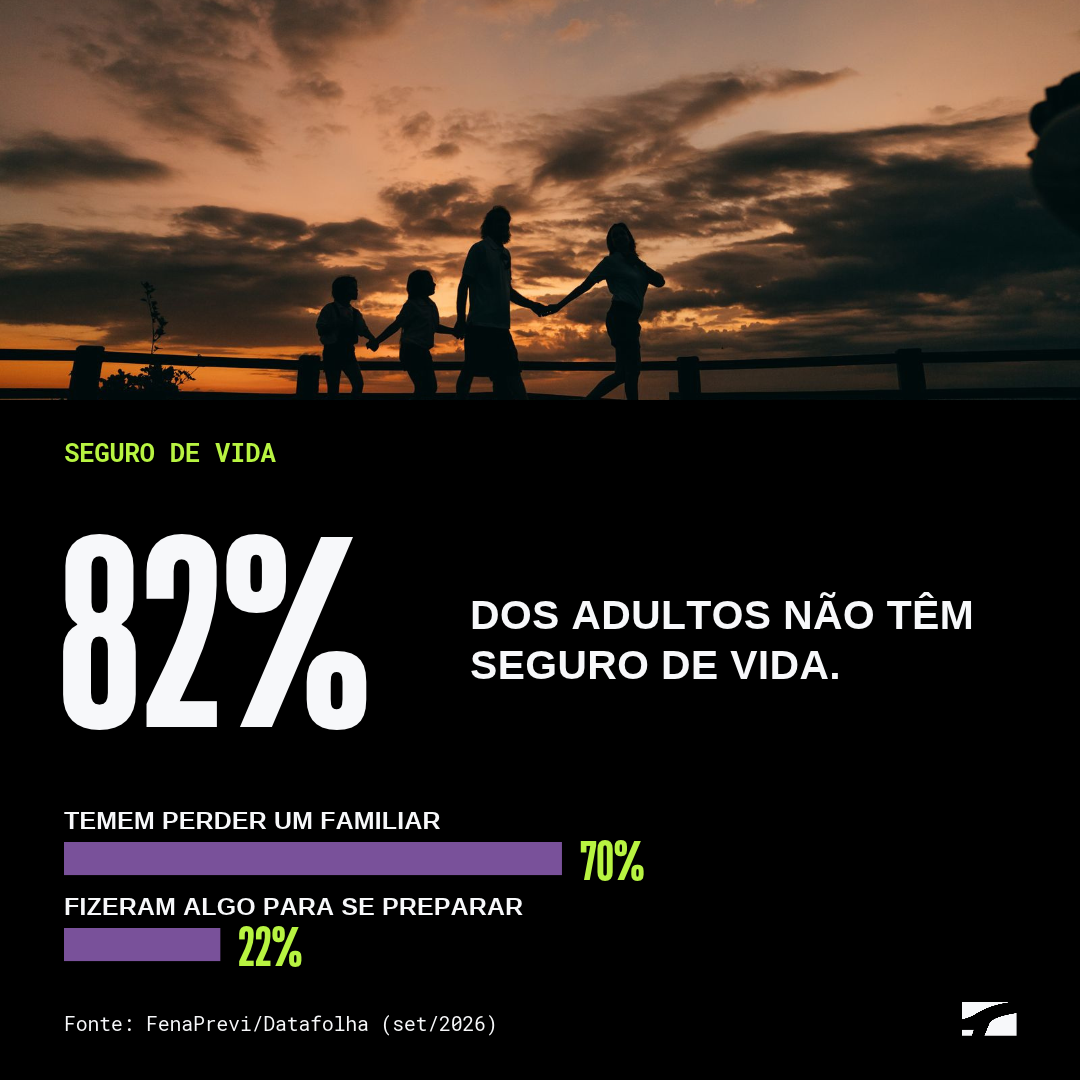 SEGURO DE VIDA
82%
DOS ADULTOS NÃO TÊM
SEGURO DE VIDA.
TEMEM PERDER UM FAMILIAR
70%
FIZERAM ALGO PARA SE PREPARAR
22%
Fonte: FenaPrevi/Datafolha (set/2026)